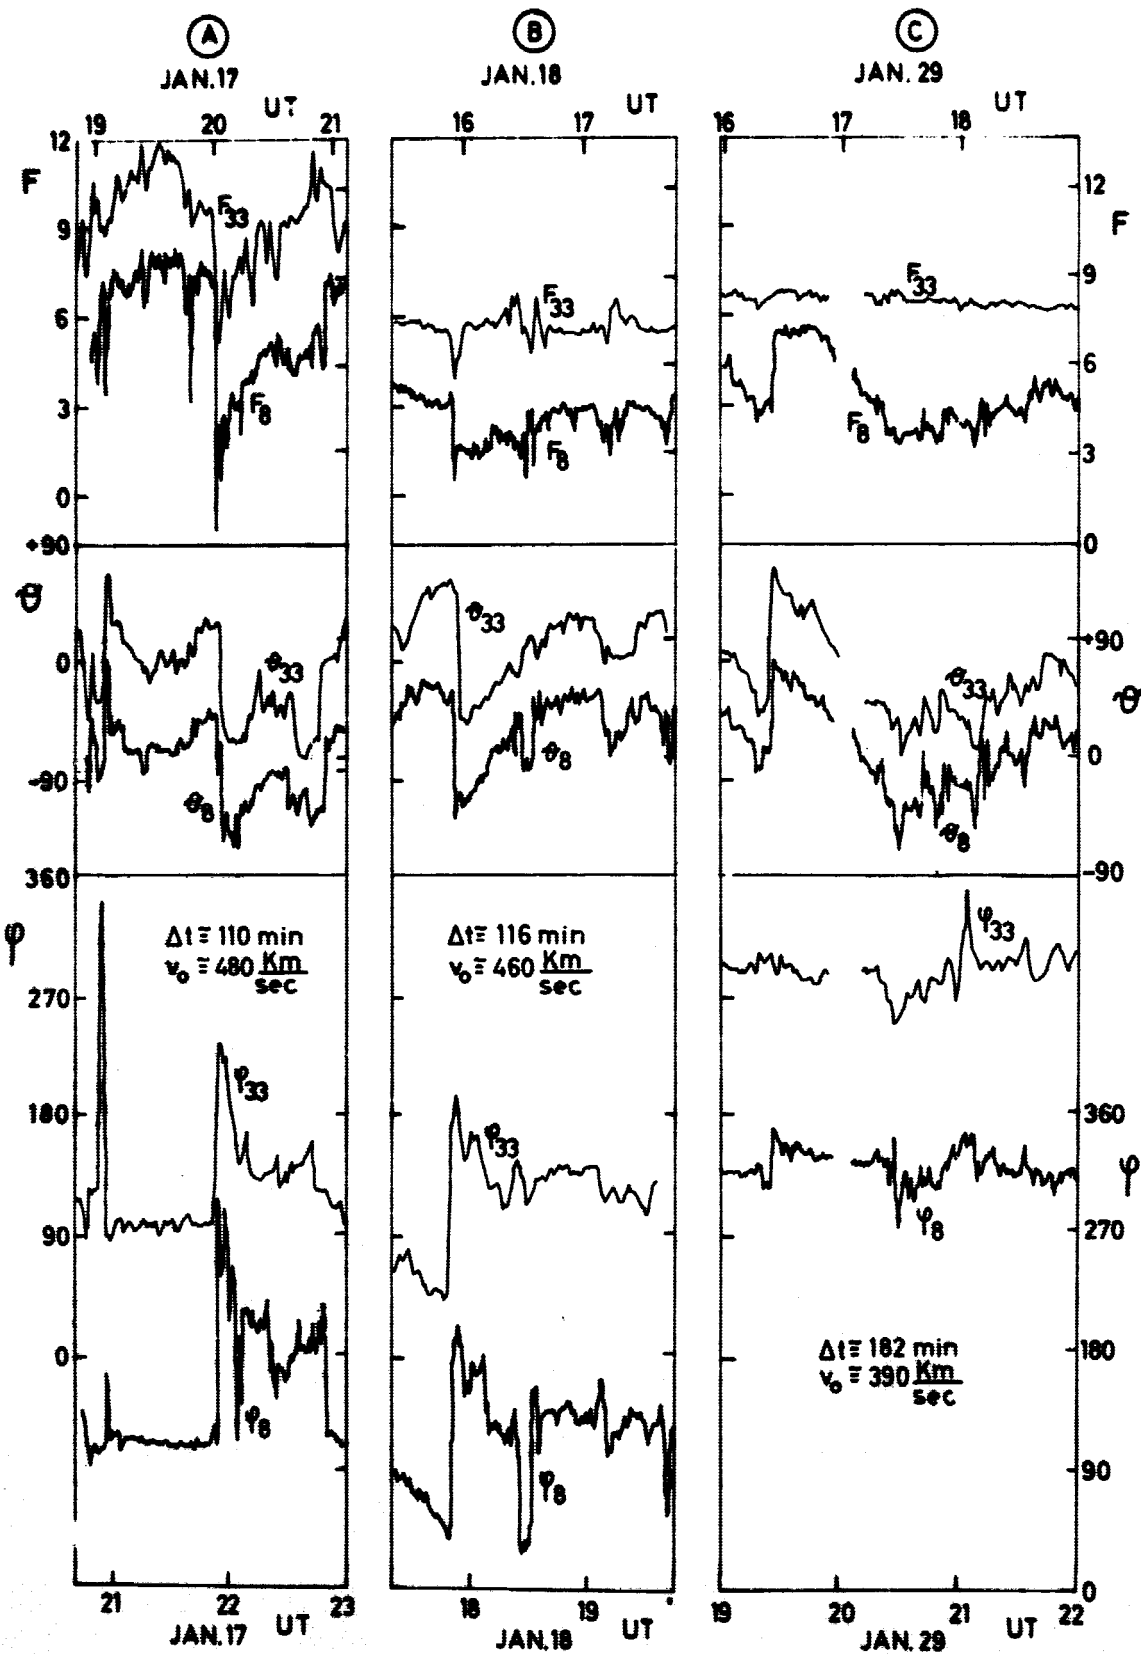 A B C
JAN.17 JAN.18 JAN. 29
UT UT UT
19 20 21 16 17 16 17 18
12
F
9
6
3
0
+90
ϑ
0
-90
360
φ
270
180
90
0
F33
F8
ϑ33
ϑ8
Δt ≅ 110 min
v₀ ≅ 480 Km/sec
φ33
φ8
F33
F8
ϑ33
ϑ8
Δt ≅ 116 min
v₀ ≅ 460 Km/sec
φ33
φ8
F33
F8
ϑ33
ϑ8
φ33
φ8
Δt ≅ 182 min
v₀ ≅ 390 Km/sec
12
F
9
6
3
0
+90
ϑ
0
-90
360
φ
270
180
90
0
21 22 23 18 19 19 20 21 22
JAN.17 UT JAN.18 UT JAN. 29 UT